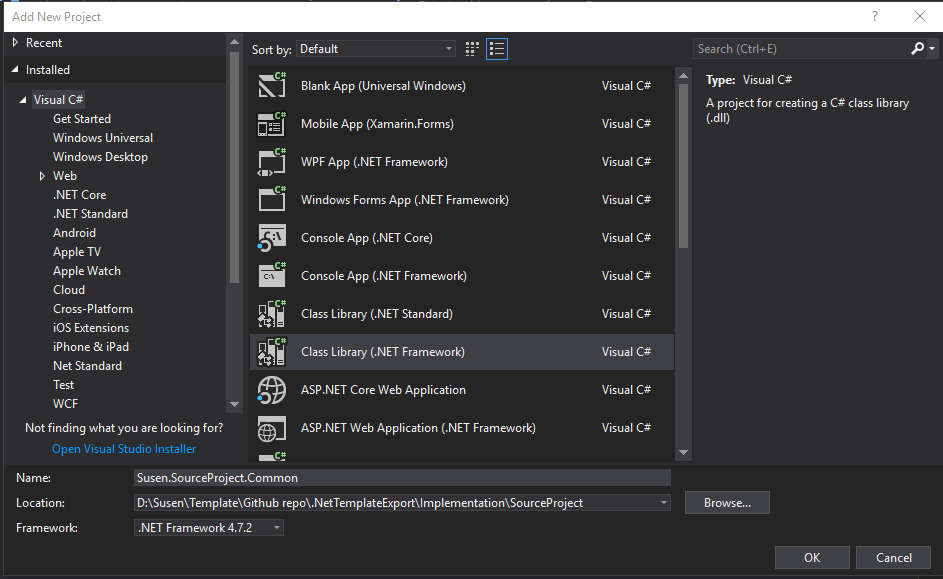 Add New Project
?
Recent
Installed
Visual C#
Get Started
Windows Universal
Windows Desktop
Web
.NET Core
.NET Standard
Android
Apple TV
Apple Watch
Cloud
Cross-Platform
iOS Extensions
iPhone & iPad
Net Standard
Test
WCF
Not finding what you are looking for?
Open Visual Studio Installer
Sort by: Default
C# Blank App (Universal Windows) Visual C#
C# Mobile App (Xamarin.Forms) Visual C#
C# WPF App (.NET Framework) Visual C#
C# Windows Forms App (.NET Framework) Visual C#
C# C:\ Console App (.NET Core) Visual C#
C# C:\ Console App (.NET Framework) Visual C#
C# Class Library (.NET Standard) Visual C#
C# Class Library (.NET Framework) Visual C#
C# ASP.NET Core Web Application Visual C#
C# ASP.NET Web Application (.NET Framework) Visual C#
C#
Search (Ctrl+E)
Type: Visual C#
A project for creating a C# class library
(.dll)
Name: Susen.SourceProject.Common
Location: D:\Susen\Template\Github repo\.NetTemplateExport\Implementation\SourceProject Browse...
Framework: .NET Framework 4.7.2
OK Cancel